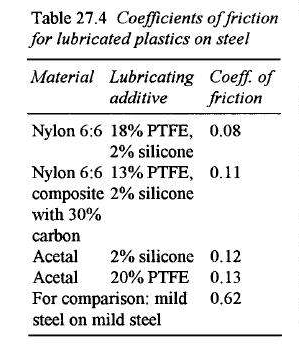 Table 27.4 Coefficients of friction
for lubricated plastics on steel
Material Lubricating Coeff. of
additive friction
Nylon 6:6 18% PTFE, 0.08
2% silicone
Nylon 6:6 13% PTFE, 0.11
composite 2% silicone
with 30%
carbon
Acetal 2% silicone 0.12
Acetal 20% PTFE 0.13
For comparison: mild 0.62
steel on mild steel